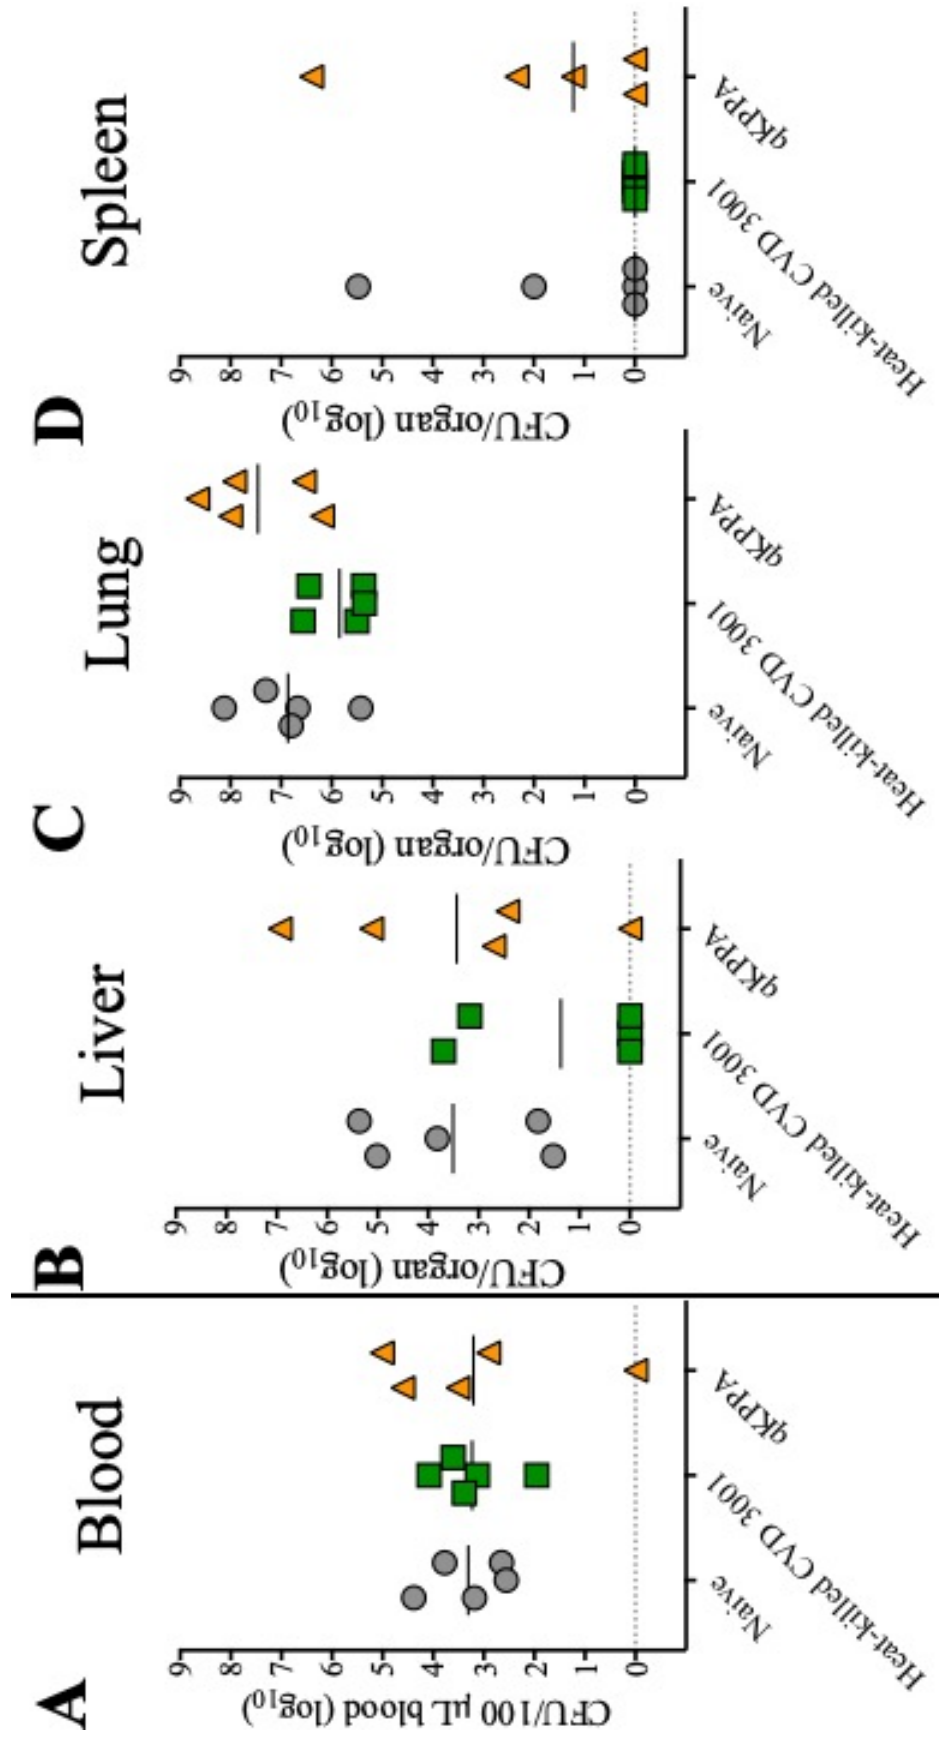 A
Blood
CFU/100 μL blood (log10)
9
8
7
6
5
4
3
2
1
0
Naive
Heat-killed CVD 3001
qKPPA
B
Liver
CFU/organ (log10)
9
8
7
6
5
4
3
2
1
0
Naive
Heat-killed CVD 3001
qKPPA
C
Lung
CFU/organ (log10)
9
8
7
6
5
4
3
2
1
0
Naive
Heat-killed CVD 3001
qKPPA
D
Spleen
CFU/organ (log10)
9
8
7
6
5
4
3
2
1
0
Naive
Heat-killed CVD 3001
qKPPA